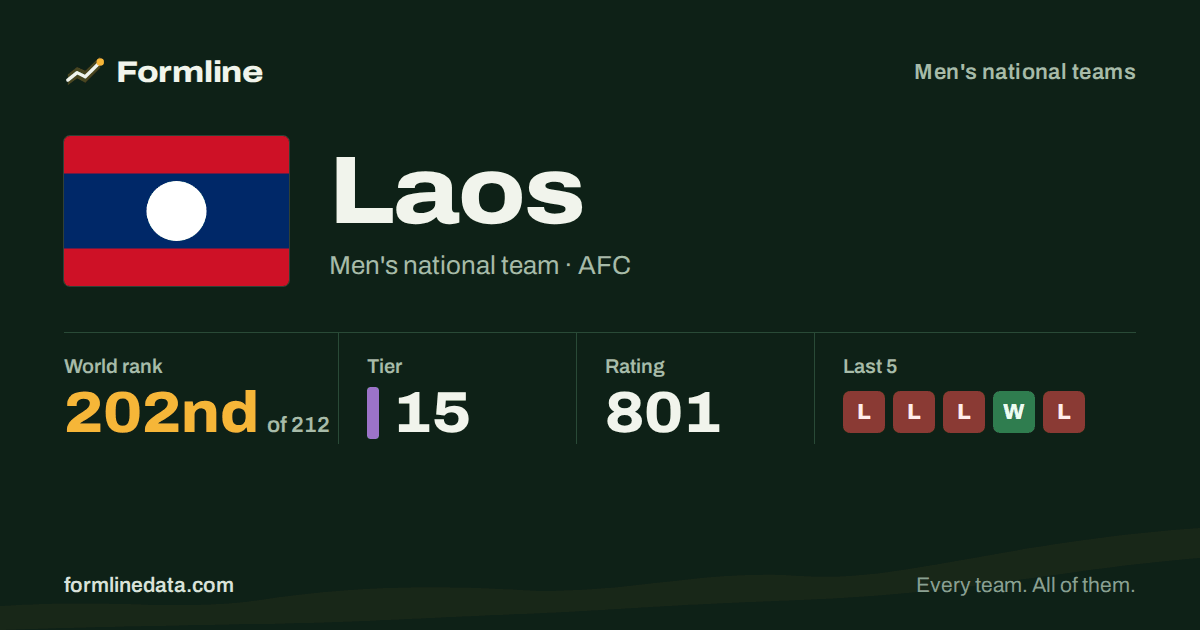 Formline
Men's national teams
Laos
Men's national team · AFC
World rank
202nd of 212
Tier
15
Rating
801
Last 5
L L L W L
formlinedata.com
Every team. All of them.